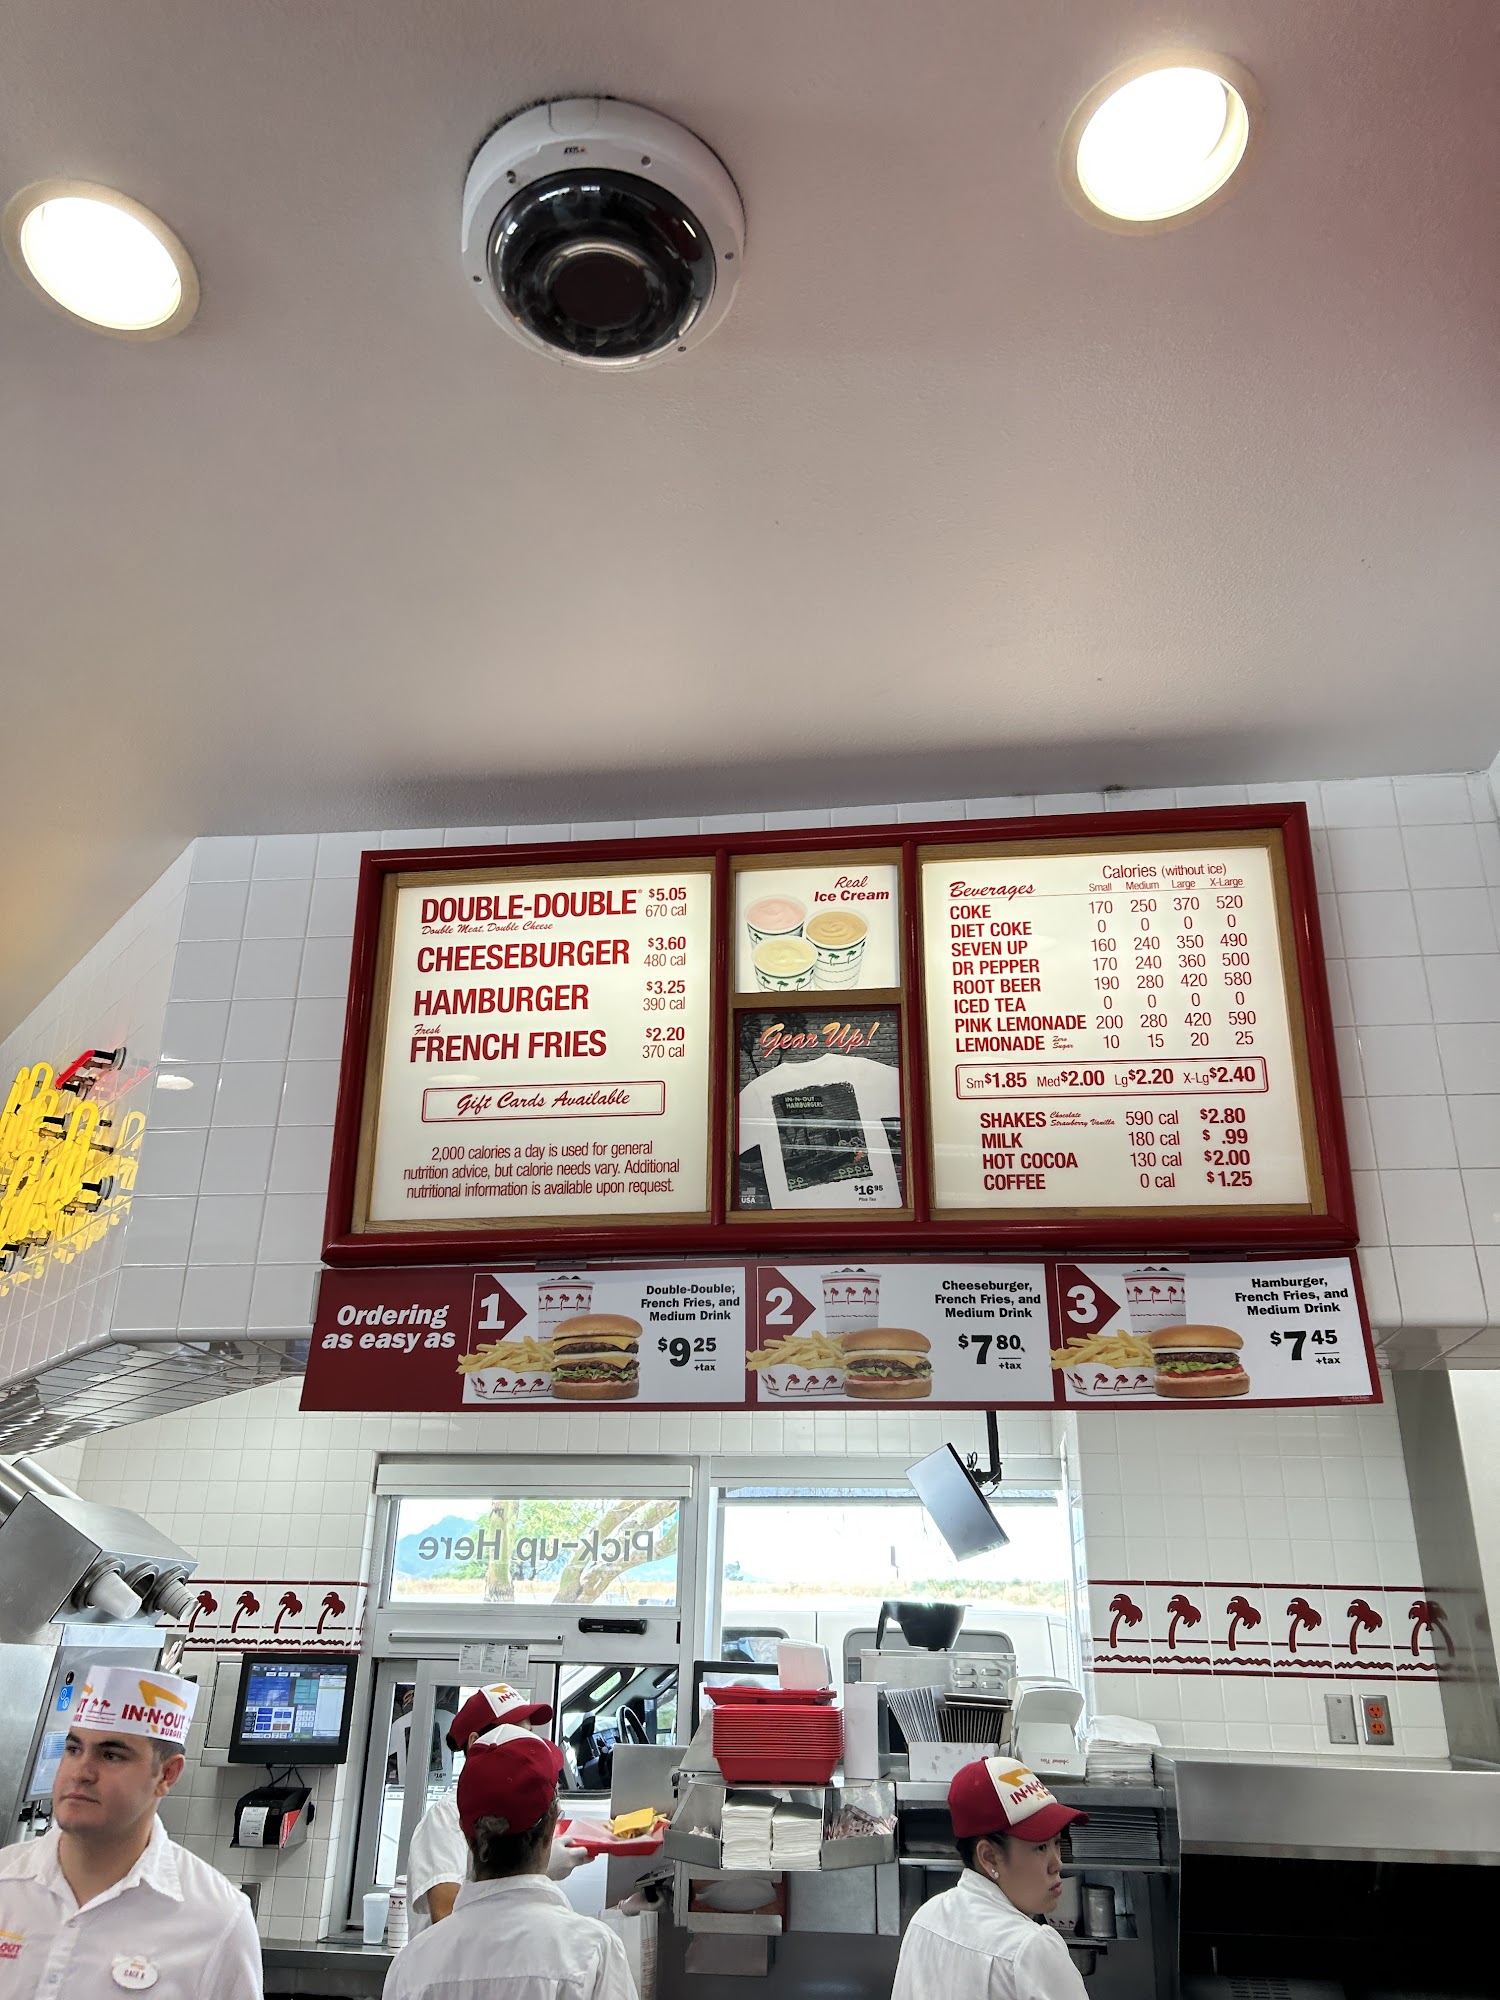 AXIS
DOUBLE-DOUBLE® $5.05
Double Meat, Double Cheese 670 cal
CHEESEBURGER $3.60
480 cal
HAMBURGER $3.25
390 cal
Fresh
FRENCH FRIES $2.20
370 cal
Gift Cards Available
2,000 calories a day is used for general
nutrition advice, but calorie needs vary. Additional
nutritional information is available upon request.
Real
Ice Cream
Gear Up!
IN-N-OUT
HAMBURGERS
USA
$16 95
Plus Tax
Beverages
Calories (without ice)
Small Medium Large X-Large
COKE 170 250 370 520
DIET COKE 0 0 0 0
SEVEN UP 160 240 350 490
DR PEPPER 170 240 360 500
ROOT BEER 190 280 420 580
ICED TEA 0 0 0 0
PINK LEMONADE 200 280 420 590
LEMONADE Zero Sugar 10 15 20 25
Sm$1.85 Med$2.00 Lg$2.20 X-Lg$2.40
SHAKES Chocolate Strawberry Vanilla 590 cal $2.80
MILK 180 cal $ .99
HOT COCOA 130 cal $2.00
COFFEE 0 cal $1.25
Ordering
as easy as
1
Double-Double,
French Fries, and
Medium Drink
$9 25
+tax
2
Cheeseburger,
French Fries, and
Medium Drink
$7 80
+tax
3
Hamburger,
French Fries, and
Medium Drink
$7 45
+tax
Pick-up Here
IN-N-OUT
BURGER
IN-N-OUT